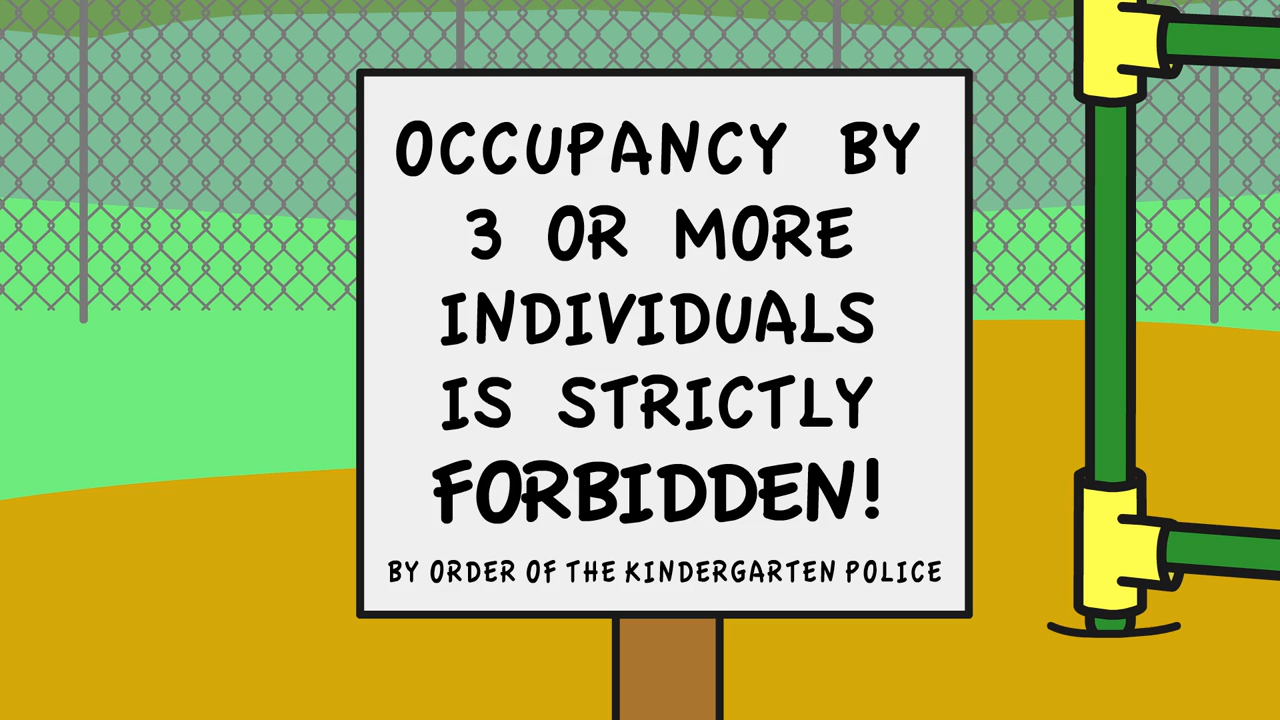 OCCUPANCY BY
3 OR MORE
INDIVIDUALS
IS STRICTLY
FORBIDDEN!
BY ORDER OF THE KINDERGARTEN POLICE